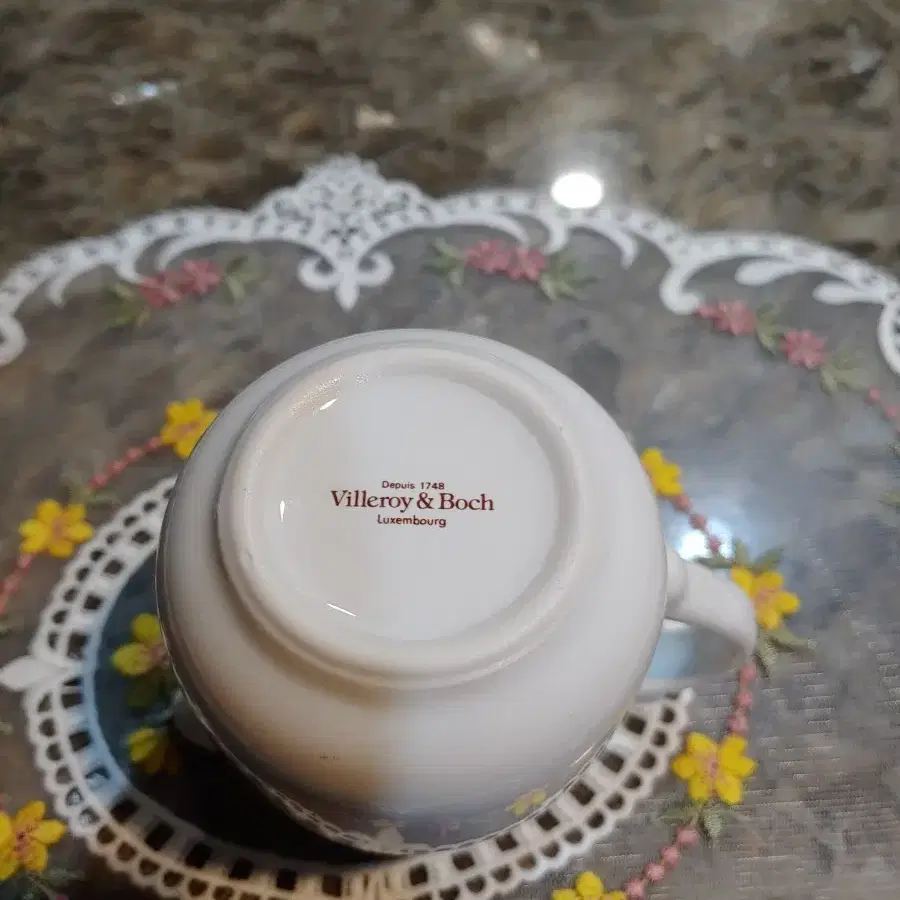 Depuis 1748
Villeroy & Boch
Luxembourg